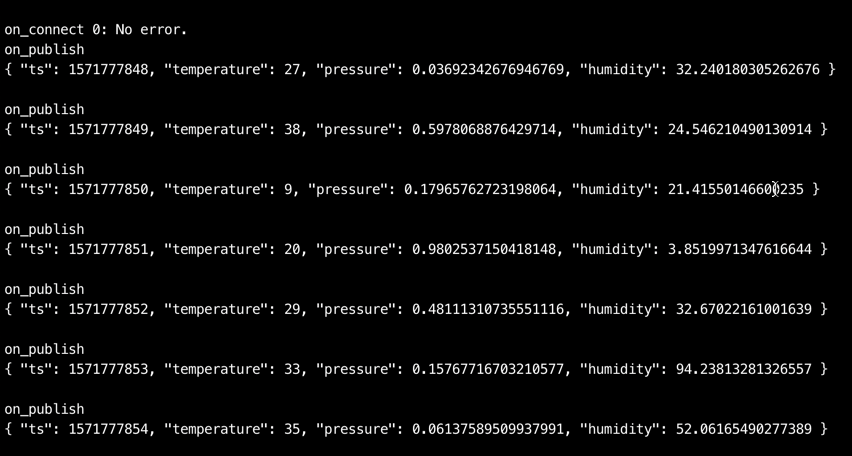 on_connect 0: No error.
on_publish
{ "ts": 1571777848, "temperature": 27, "pressure": 0.03692342676946769, "humidity": 32.240180305262676 }
on_publish
{ "ts": 1571777849, "temperature": 38, "pressure": 0.5978068876429714, "humidity": 24.546210490130914 }
on_publish
{ "ts": 1571777850, "temperature": 9, "pressure": 0.17965762723198064, "humidity": 21.41550146600235 }
on_publish
{ "ts": 1571777851, "temperature": 20, "pressure": 0.9802537150418148, "humidity": 3.8519971347616644 }
on_publish
{ "ts": 1571777852, "temperature": 29, "pressure": 0.48111310735551116, "humidity": 32.67022161001639 }
on_publish
{ "ts": 1571777853, "temperature": 33, "pressure": 0.15767716703210577, "humidity": 94.23813281326557 }
on_publish
{ "ts": 1571777854, "temperature": 35, "pressure": 0.06137589509937991, "humidity": 52.06165490277389 }